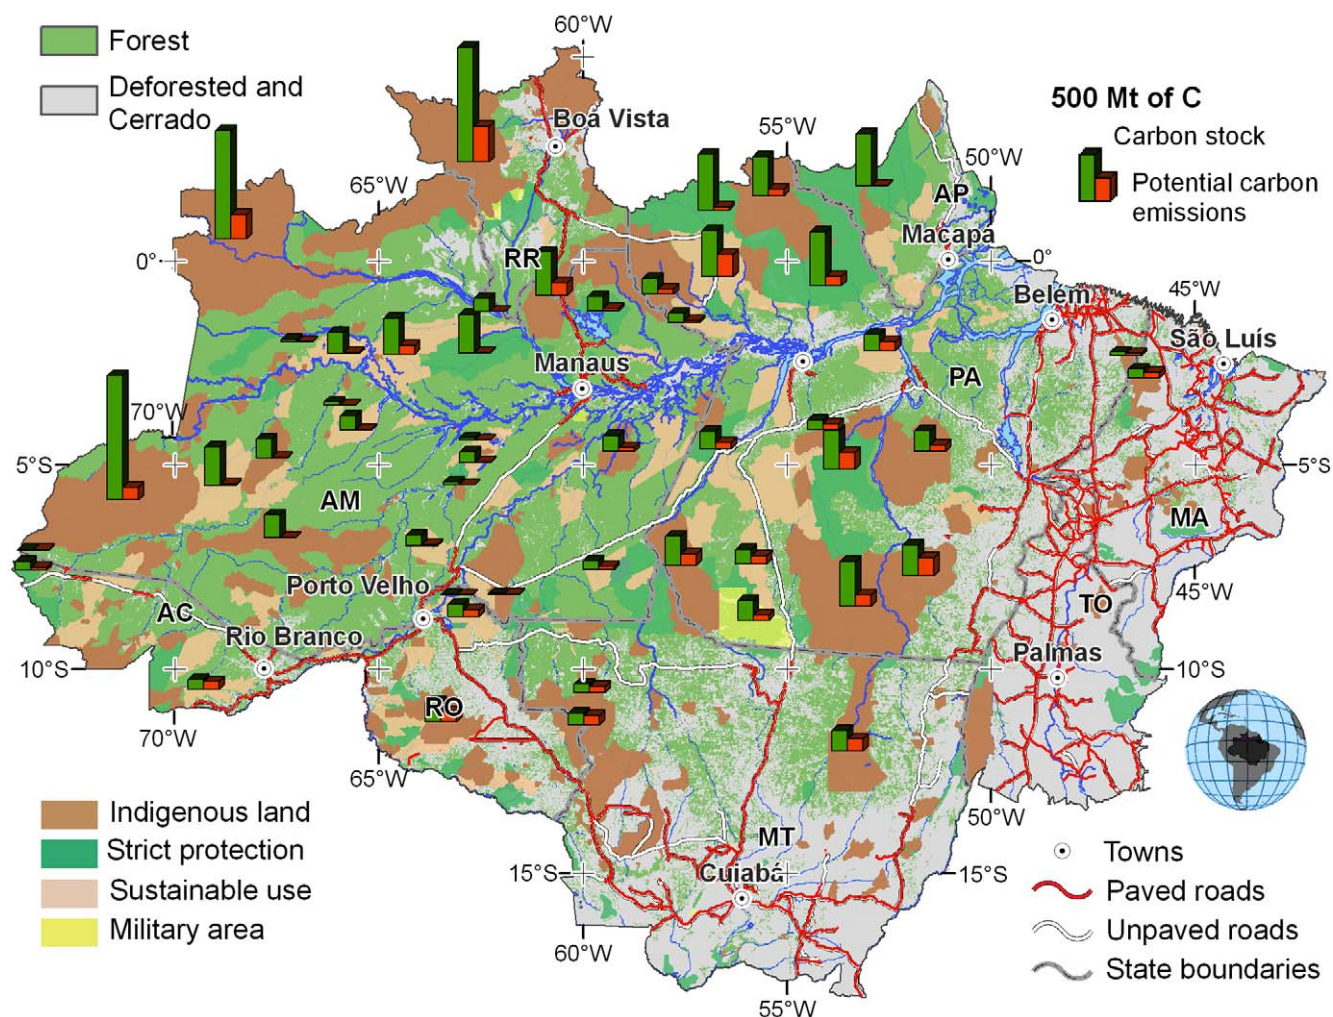 60°W
Forest
Deforested and
Cerrado
500 Mt of C
Carbon stock
Potential carbon
emissions
Boá Vista
55°W
50°W
65°W
AP
Macapa
RR
0°
0°
Belem
45°W
São Luís
Manaus
PA
70°W
5°S
5°S
AM
MA
Porto Velho
45°W
AC
TO
Rio Branco
Palmas
10°S
10°S
RO
70°W
65°W
50°W
Indigenous land
Strict protection
Sustainable use
Military area
MT
Cuiabá
15°S
15°S
60°W
55°W
Towns
Paved roads
Unpaved roads
State boundaries